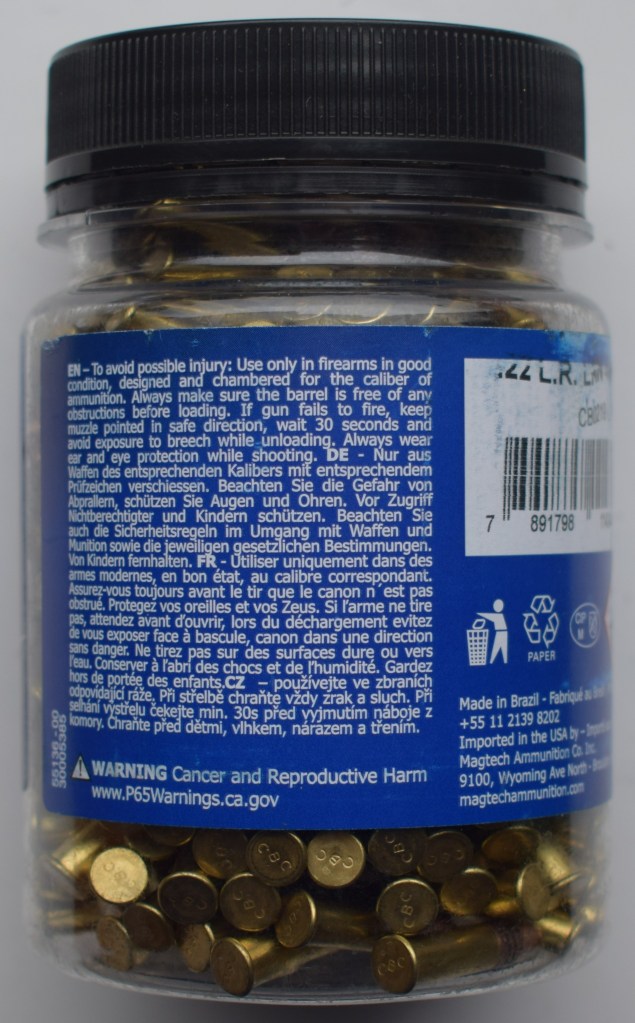 EN – To avoid possible injury: Use only in firearms in good
condition, designed and chambered for the caliber of
ammunition. Always make sure the barrel is free of any
obstructions before loading. If gun fails to fire, keep
muzzle pointed in safe direction, wait 30 seconds and
avoid exposure to breech while unloading. Always wear
ear and eye protection while shooting. DE - Nur aus
Waffen des entsprechenden Kalibers mit entsprechendem
Prüfzeichen verschiessen. Beachten Sie die Gefahr von
Abprallern, schützen Sie Augen und Ohren. Vor Zugriff
Nichtberechtigter und Kindern schützen. Beachten Sie
auch die Sicherheitsregeln im Umgang mit Waffen und
Munition sowie die jeweiligen gesetzlichen Bestimmungen.
Von Kindern fernhalten. FR - Utiliser uniquement dans des
armes modernes, en bon état, au calibre correspondant.
Assurez-vous toujours avant le tir que le canon n´est pas
obstrué. Protegez vos oreilles et vos Zeus. Si l'arme ne tire
pas, attendez avant d'ouvrir, lors du déchargement evitez
de vous exposer face à bascule, canon dans une direction
sans danger. Ne tirez pas sur des surfaces dure ou vers
l'eau. Conserver à l'abri des chocs et de l'humidité. Gardez
hors de portée des enfants.CZ – používejte ve zbraních
odpovídající ráže. Při střelbě chraňte vždy zrak a sluch. Při
selhání výstřelu čekejte min. 30s před vyjmutím náboje z
komory. Chraňte před dětmi, vlhkem, nárazem a třením.
WARNING Cancer and Reproductive Harm
www.P65Warnings.ca.gov
55136 -00
30005385
.22 L.R.
7 891798
PAPER
Made in Brazil - Fabriqué au
+55 11 2139 8202
Imported in the USA by –
Magtech Ammunition Co. Inc.
9100, Wyoming Ave North -
magtechammunition.com
CBC
CBC
CBC
CBC
CBC